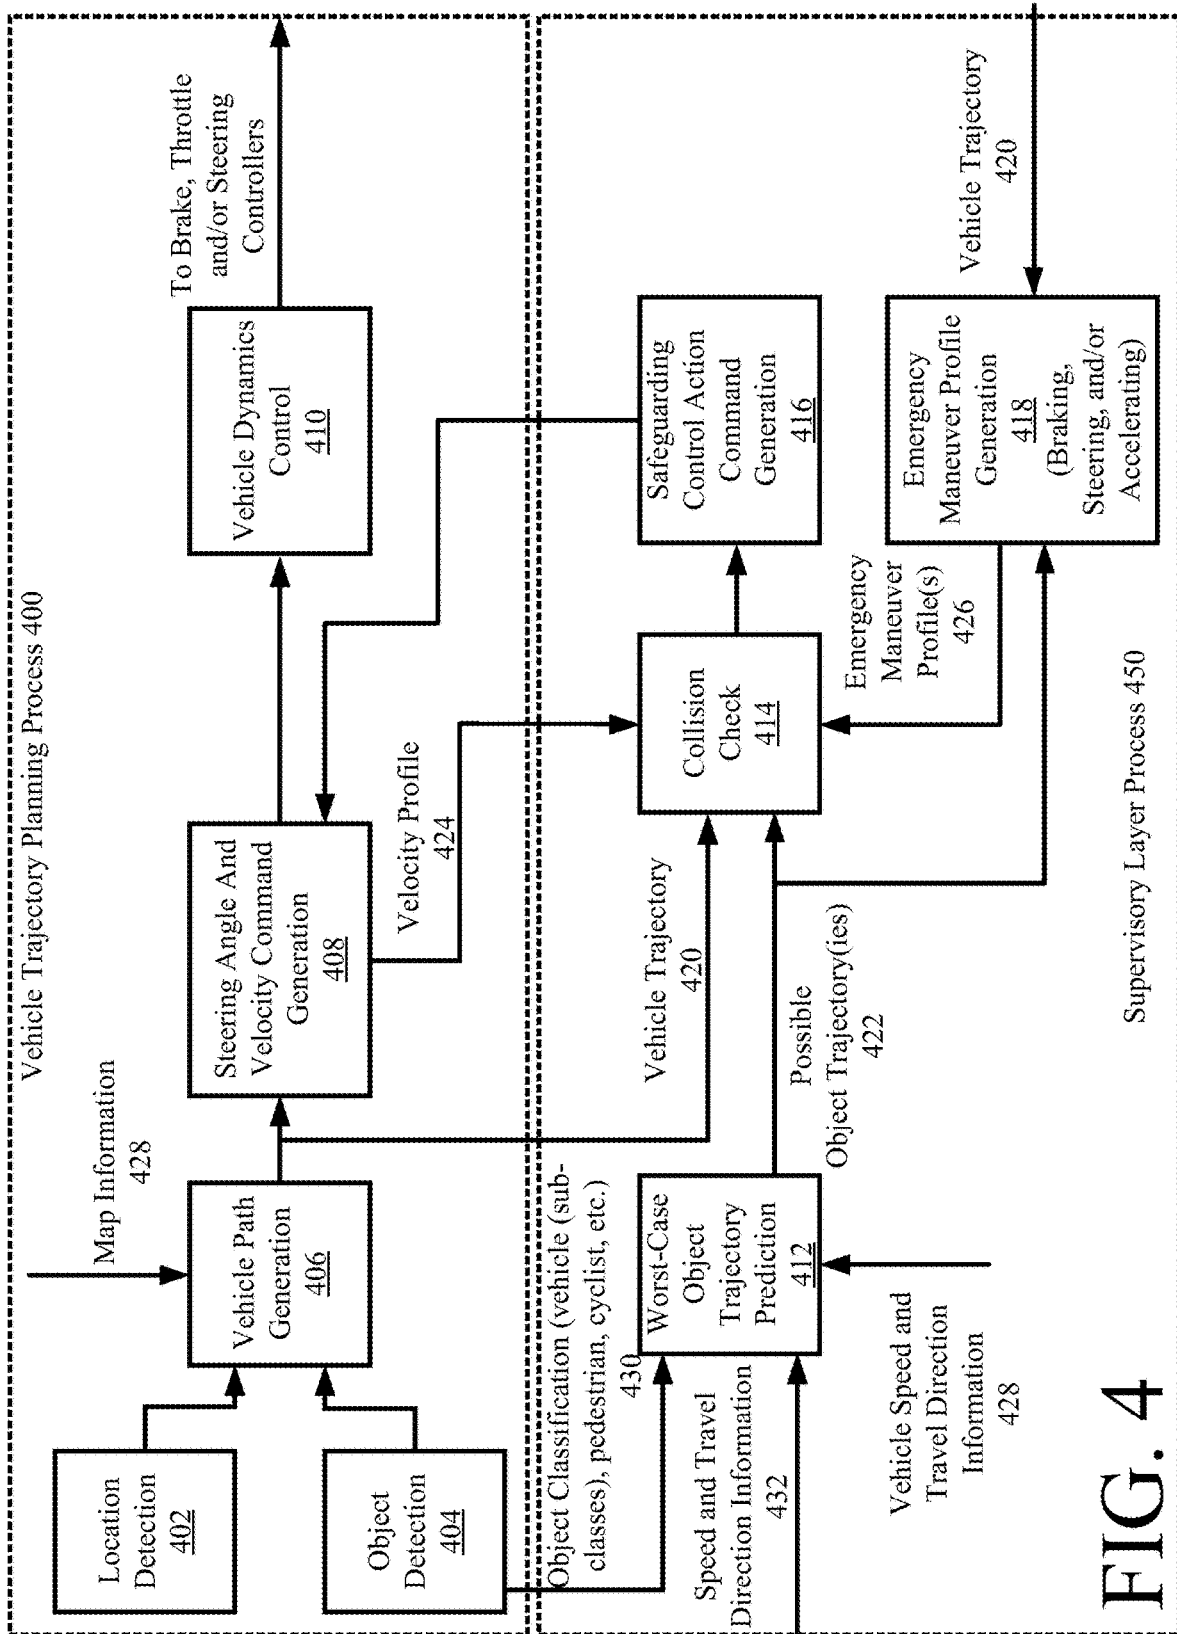 Vehicle Trajectory Planning Process 400
Location
Detection
402
Object
Detection
404
Map Information
428
Vehicle Path
Generation
406
Steering Angle And
Velocity Command
Generation
408
Vehicle Dynamics
Control
410
To Brake, Throttle
and/or Steering
Controllers
Velocity Profile
424
Object Classification (vehicle (sub-
classes), pedestrian, cyclist, etc.)
430
Speed and Travel
Direction Information
432
Worst-Case
Object
Trajectory
Prediction
412
Vehicle Speed and
Travel Direction
Information
428
Vehicle Trajectory
420
Possible
Object Trajectory(ies)
422
Collision
Check
414
Safeguarding
Control Action
Command
Generation
416
Emergency
Maneuver
Profile(s)
426
Emergency
Maneuver Profile
Generation
418
(Braking,
Steering, and/or
Accelerating)
Vehicle Trajectory
420
Supervisory Layer Process 450
FIG. 4